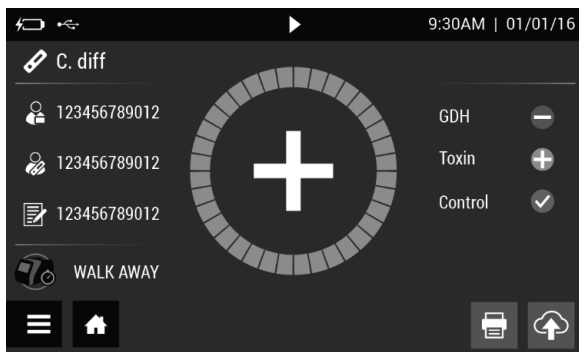 9:30AM | 01/01/16
C. diff
123456789012
123456789012
123456789012
WALK AWAY
GDH
Toxin
Control